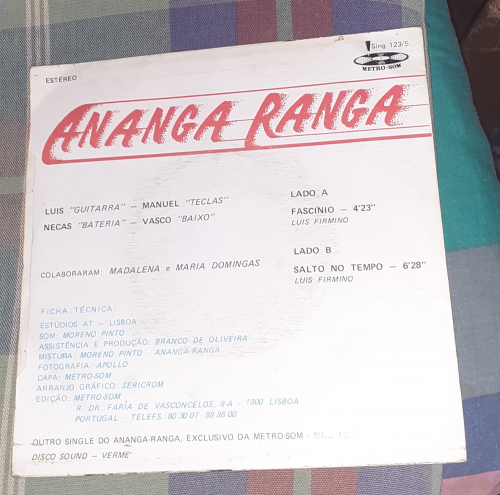 ESTÉREO
Sing 123/S
METRO-SOM
ANANGA RANGA
LUIS "GUITARRA" — MANUEL "TECLAS"
NECAS "BATERIA" — VASCO "BAIXO"
LADO A
FASCÍNIO — 4'23"
LUIS FIRMINO
LADO B
SALTO NO TEMPO — 6'28"
LUIS FIRMINO
COLABORARAM: MADALENA e MARIA DOMINGAS
FICHA TÉCNICA
ESTÚDIOS AT — LISBOA
SOM: MORENO PINTO
ASSISTÊNCIA E PRODUÇÃO: BRANCO DE OLIVEIRA
MISTURA: MORENO PINTO - ANANGA-RANGA
FOTOGRAFIA: APOLLO
CAPA: METRO-SOM
ARRANJO GRÁFICO: SERICROM
EDIÇÃO: METRO-SOM
R. DR. FARIA DE VASCONCELOS, 8-A - 1900 LISBOA
PORTUGAL - TELEFS.: 80 30 07 - 88 88 00
OUTRO SINGLE DO ANANGA-RANGA, EXCLUSIVO DA METRO-SOM -
DISCO SOUND — VERME